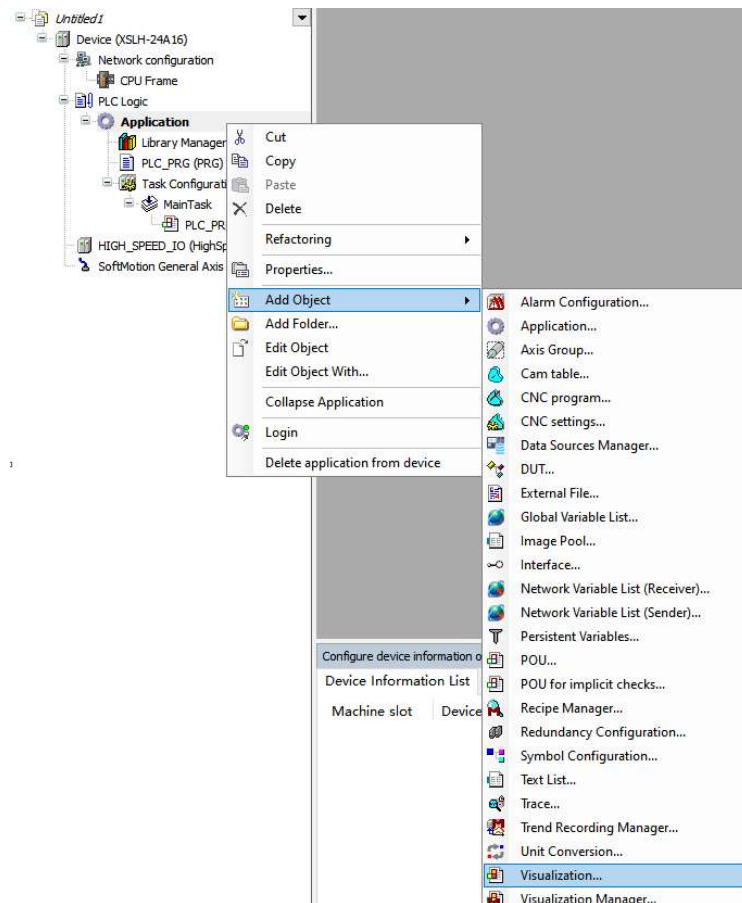 Untitled1
Device (XSLH-24A16)
Network configuration
CPU Frame
PLC Logic
Application
Library Manager
PLC_PRG (PRG)
Task Configurati
MainTask
PLC_PR
HIGH_SPEED_IO (HighSp
SoftMotion General Axis
Cut
Copy
Paste
Delete
Refactoring
Properties...
Add Object
Add Folder...
Edit Object
Edit Object With...
Collapse Application
Login
Delete application from device
Alarm Configuration...
Application...
Axis Group...
Cam table...
CNC program...
CNC settings...
Data Sources Manager...
DUT...
External File...
Global Variable List...
Image Pool...
Interface...
Network Variable List (Receiver)...
Network Variable List (Sender)...
Persistent Variables...
POU...
POU for implicit checks...
Recipe Manager...
Redundancy Configuration...
Symbol Configuration...
Text List...
Trace...
Trend Recording Manager...
Unit Conversion...
Visualization...
Visualization Manager...
Configure device information o
Device Information List
Machine slot Device